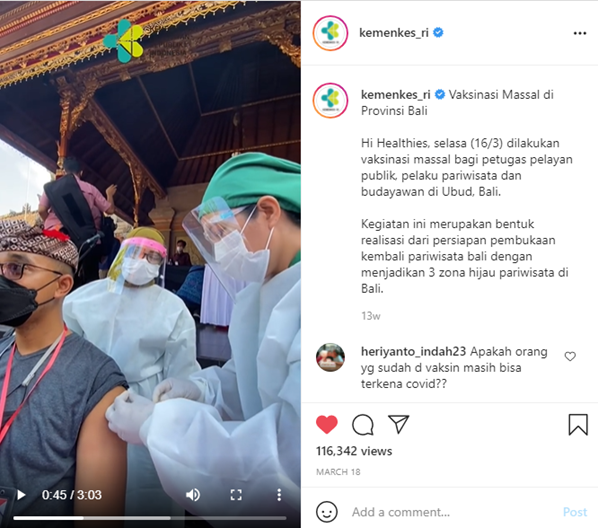 kemenkes_ri
kemenkes_ri Vaksinasi Massal di
Provinsi Bali
Hi Healthies, selasa (16/3) dilakukan
vaksinasi massal bagi petugas pelayan
publik, pelaku pariwisata dan
budayawan di Ubud, Bali.
Kegiatan ini merupakan bentuk
realisasi dari persiapan pembukaan
kembali pariwisata bali dengan
menjadikan 3 zona hijau pariwisata di
Bali.
13w
heriyanto_indah23 Apakah orang
yg sudah d vaksin masih bisa
terkena covid??
116,342 views
MARCH 18
Add a comment...
Post
0:45 / 3:03